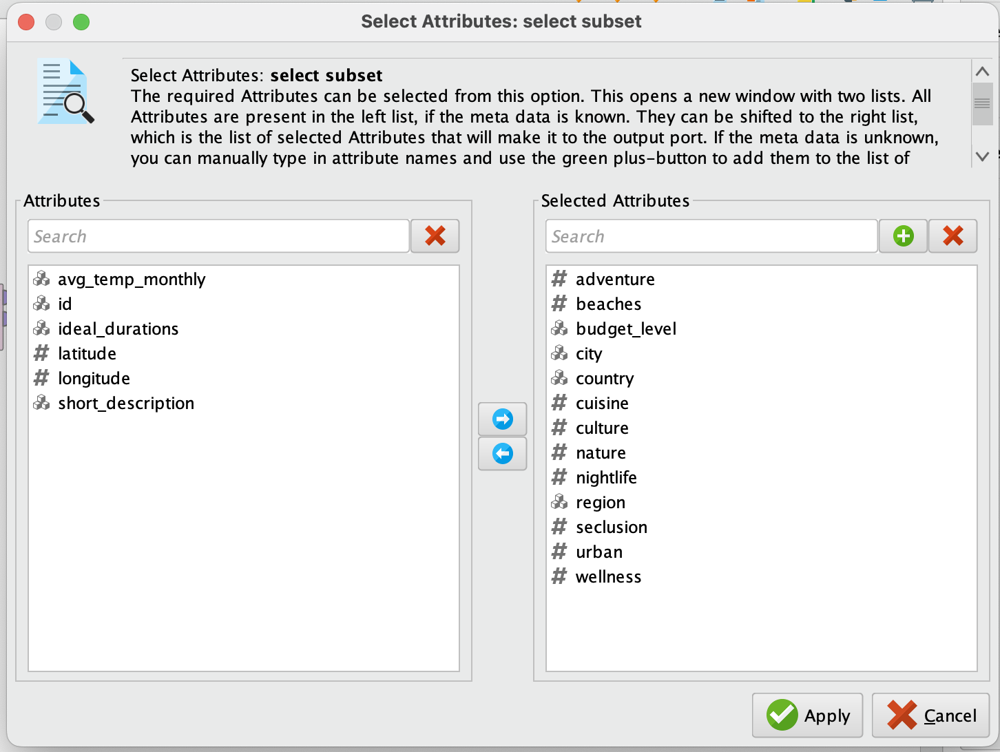 Select Attributes: select subset
Select Attributes: select subset
The required Attributes can be selected from this option. This opens a new window with two lists. All
Attributes are present in the left list, if the meta data is known. They can be shifted to the right list,
which is the list of selected Attributes that will make it to the output port. If the meta data is unknown,
you can manually type in attribute names and use the green plus-button to add them to the list of
Attributes
Search
avg_temp_monthly
id
ideal_durations
latitude
longitude
short_description
Selected Attributes
Search
adventure
beaches
budget_level
city
country
cuisine
culture
nature
nightlife
region
seclusion
urban
wellness
Apply
Cancel